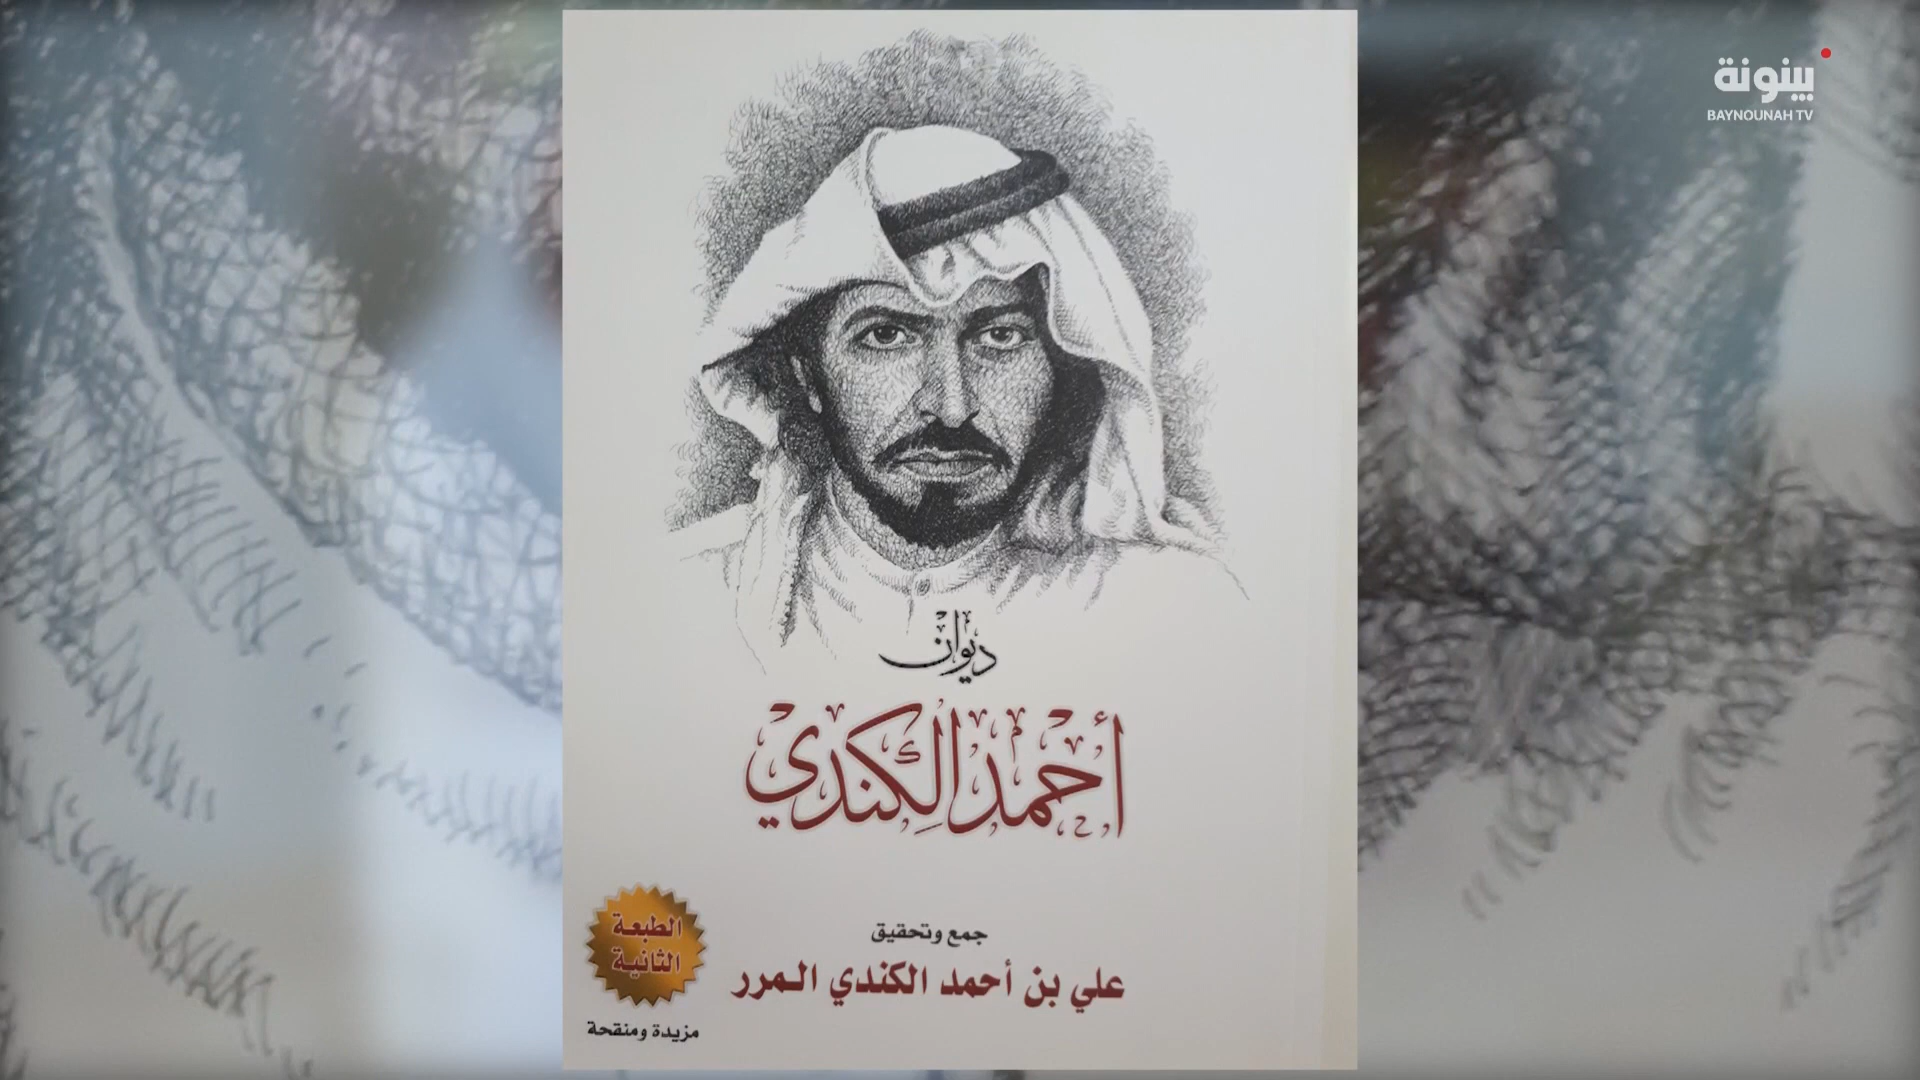 بينونة
BAYNOUNAH TV
ديوان
أحمد الكندي
جمع وتحقيق
علي بن أحمد الكندي المرر
الطبعة
الثانية
مزيدة ومنقحة